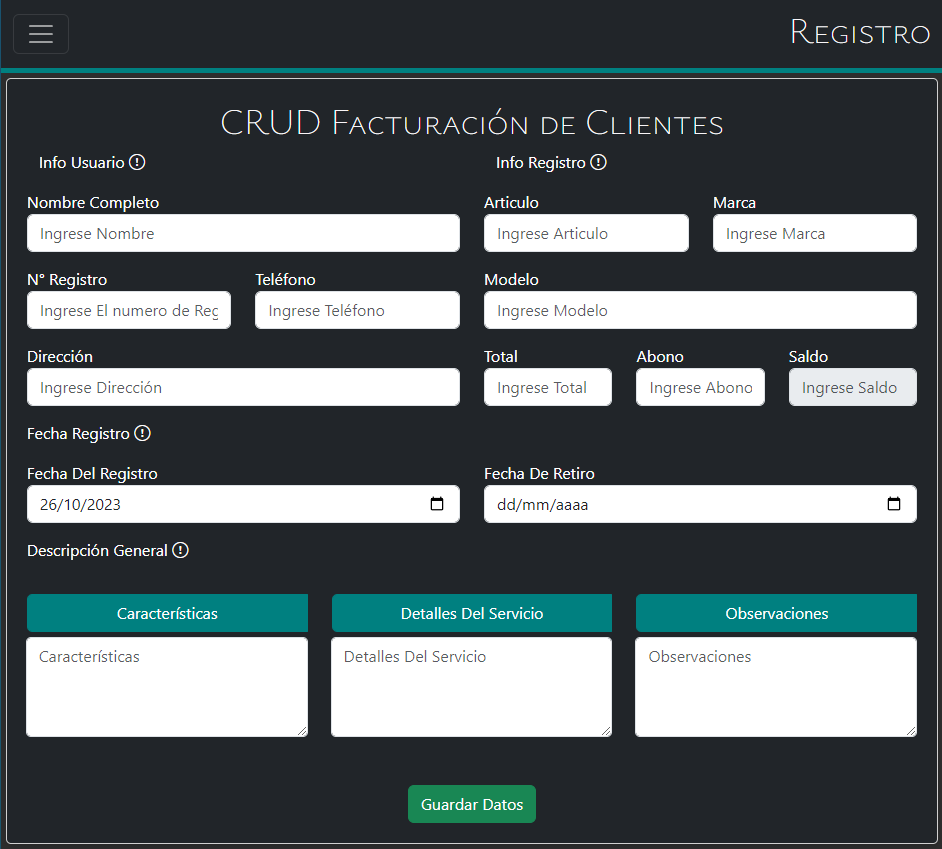 Registro
CRUD Facturación de Clientes
Info Usuario
Info Registro
Nombre Completo
Articulo
Marca
Ingrese Nombre
Ingrese Articulo
Ingrese Marca
N° Registro
Teléfono
Modelo
Ingrese El numero de Reg
Ingrese Teléfono
Ingrese Modelo
Dirección
Total
Abono
Saldo
Ingrese Dirección
Ingrese Total
Ingrese Abono
Ingrese Saldo
Fecha Registro
Fecha Del Registro
Fecha De Retiro
26/10/2023
dd/mm/aaaa
Descripción General
Características
Detalles Del Servicio
Observaciones
Características
Detalles Del Servicio
Observaciones
Guardar Datos